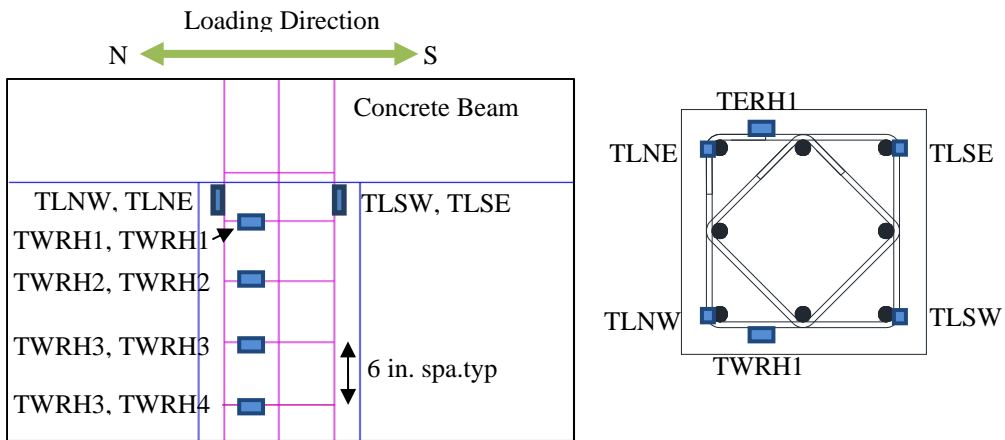 Loading Direction
N
S
Concrete Beam
TLNW, TLNE
TLSW, TLSE
TWRH1, TWRH1
TWRH2, TWRH2
TWRH3, TWRH3
6 in. spa.typ
TWRH3, TWRH4
TERH1
TLNE
TLSE
TLNW
TLSW
TWRH1